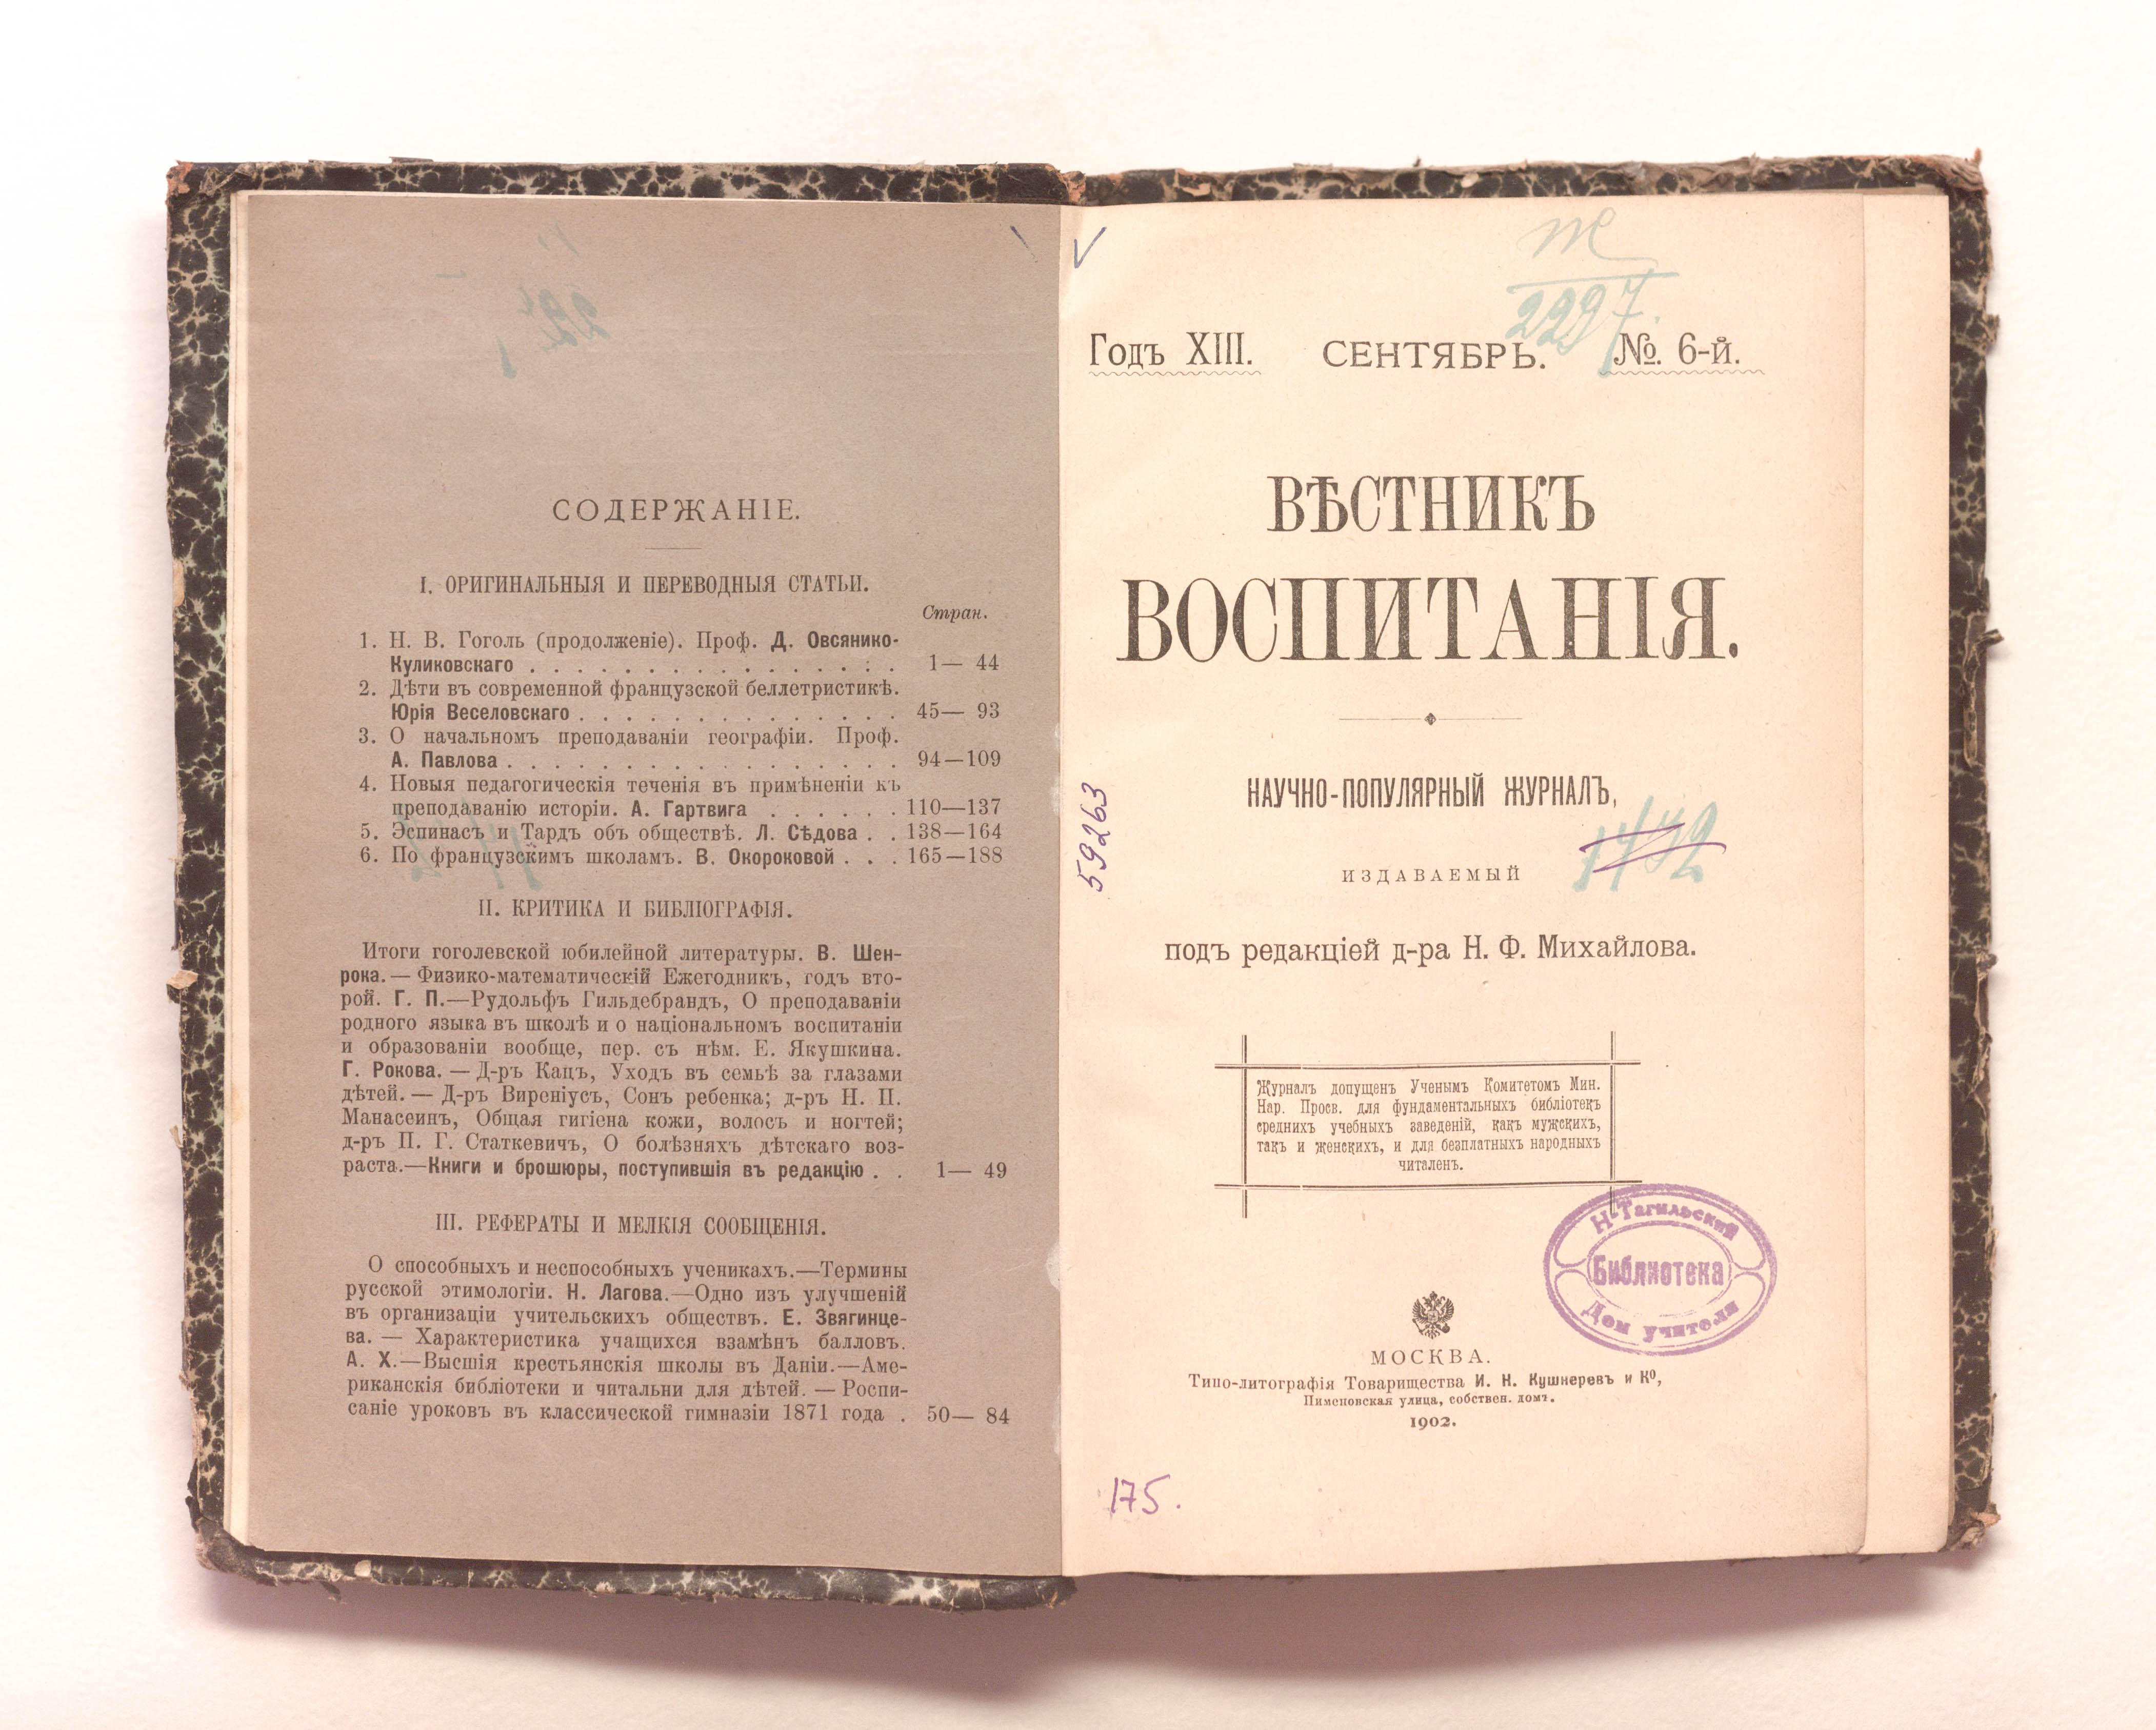 СОДЕРЖАНІЕ.
I. ОРИГИНАЛЬНЫЯ И ПЕРЕВОДНЫЯ СТАТЬИ.
Стран.
1. Н. В. Гоголь (продолженіе). Проф. Д. Овсянико-
Куликовскаго . . . . . . . . . . . . . . . . 1— 44
2. Дѣти въ современной французской беллетристикѣ.
Юрія Веселовскаго . . . . . . . . . . . . . . 45— 93
3. О начальномъ преподаваніи географіи. Проф.
А. Павлова . . . . . . . . . . . . . . . . . 94—109
4. Новыя педагогическія теченія въ примѣненіи къ
преподаванію исторіи. А. Гартвига . . . . . . 110—137
5. Эспинасъ и Тардъ объ обществѣ. Л. Сѣдова . . 138—164
6. По французскимъ школамъ. В. Окороковой . . . 165—188
II. КРИТИКА И БИБЛІОГРАФІЯ.
Итоги гоголевской юбилейной литературы. В. Шен-
рока.— Физико-математическій Ежегодникъ, годъ вто-
рой. Г. П.—Рудольфъ Гильдебрандъ, О преподаваніи
родного языка въ школѣ и о національномъ воспитаніи
и образованіи вообще, пер. съ нѣм. Е. Якушкина.
Г. Рокова. — Д-ръ Кацъ, Уходъ въ семьѣ за глазами
дѣтей. — Д-ръ Виреніусъ, Сонъ ребенка; д-ръ Н. П.
Манасеинъ, Общая гигіена кожи, волосъ и ногтей;
д-ръ П. Г. Статкевичъ, О болѣзняхъ дѣтскаго воз-
раста.—Книги и брошюры, поступившія въ редакцію . . 1— 49
III. РЕФЕРАТЫ И МЕЛКІЯ СООБЩЕНІЯ.
О способныхъ и неспособныхъ ученикахъ.—Термины
русской этимологіи. Н. Лагова.—Одно изъ улучшеній
въ организаціи учительскихъ обществъ. Е. Звягинце-
ва. — Характеристика учащихся взамѣнъ балловъ.
А. Х.—Высшія крестьянскія школы въ Даніи.—Аме-
риканскія библіотеки и читальни для дѣтей. — Роспи-
саніе уроковъ въ классической гимназіи 1871 года . 50— 84
2297.
Годъ XIII. СЕНТЯБРЬ. №. 6-й.
ВѢСТНИКЪ
ВОСПИТАНІЯ.
НАУЧНО-ПОПУЛЯРНЫЙ ЖУРНАЛЪ,
59263
ИЗДАВАЕМЫЙ
подъ редакціей д-ра Н. Ф. Михайлова.
Журналъ допущенъ Ученымъ Комитетомъ Мин.
Нар. Просв. для фундаментальныхъ библіотекъ
среднихъ учебныхъ заведеній, какъ мужскихъ,
такъ и женскихъ, и для безплатныхъ народныхъ
читаленъ.
Н-Тагильский
Библиотека
Дом учителя
МОСКВА.
Типо-литографія Товарищества И. Н. Кушнеревъ и К⁰,
Пименовская улица, собствен. домъ.
1902.
175.